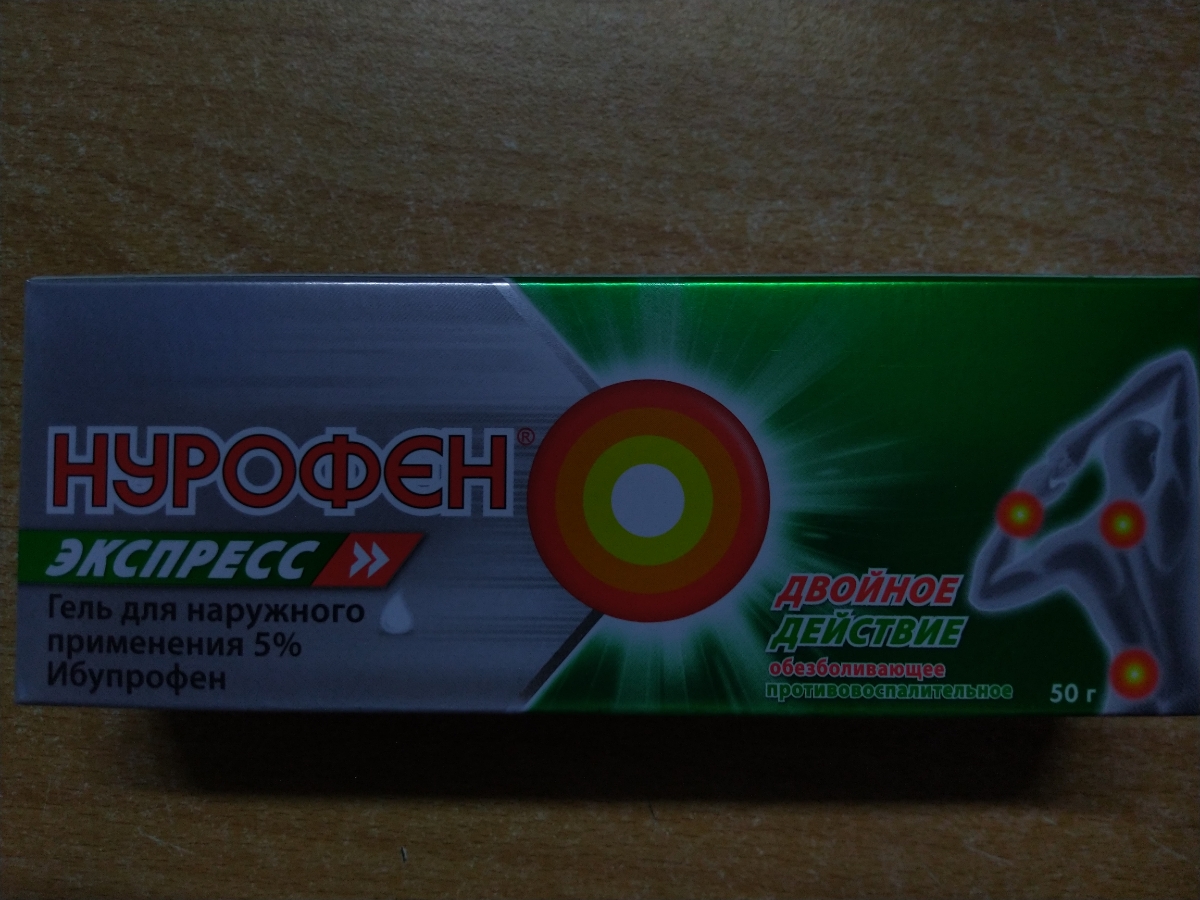 НУРОФЕН®
ЭКСПРЕСС
Гель для наружного
применения 5%
Ибупрофен
ДВОЙНОЕ
ДЕЙСТВИЕ
обезболивающее
противовоспалительное
50 г